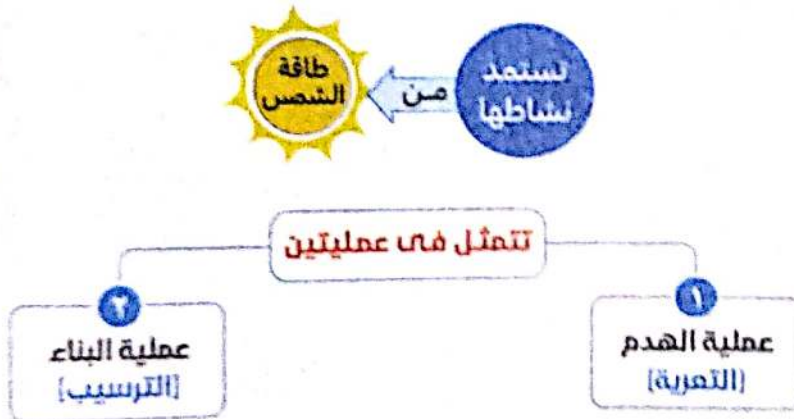 تستمد
نشاطها
من
طاقة
الشمس
تتمثل فى عمليتين
١
عملية الهدم
(التعرية)
٢
عملية البناء
(الترسيب)